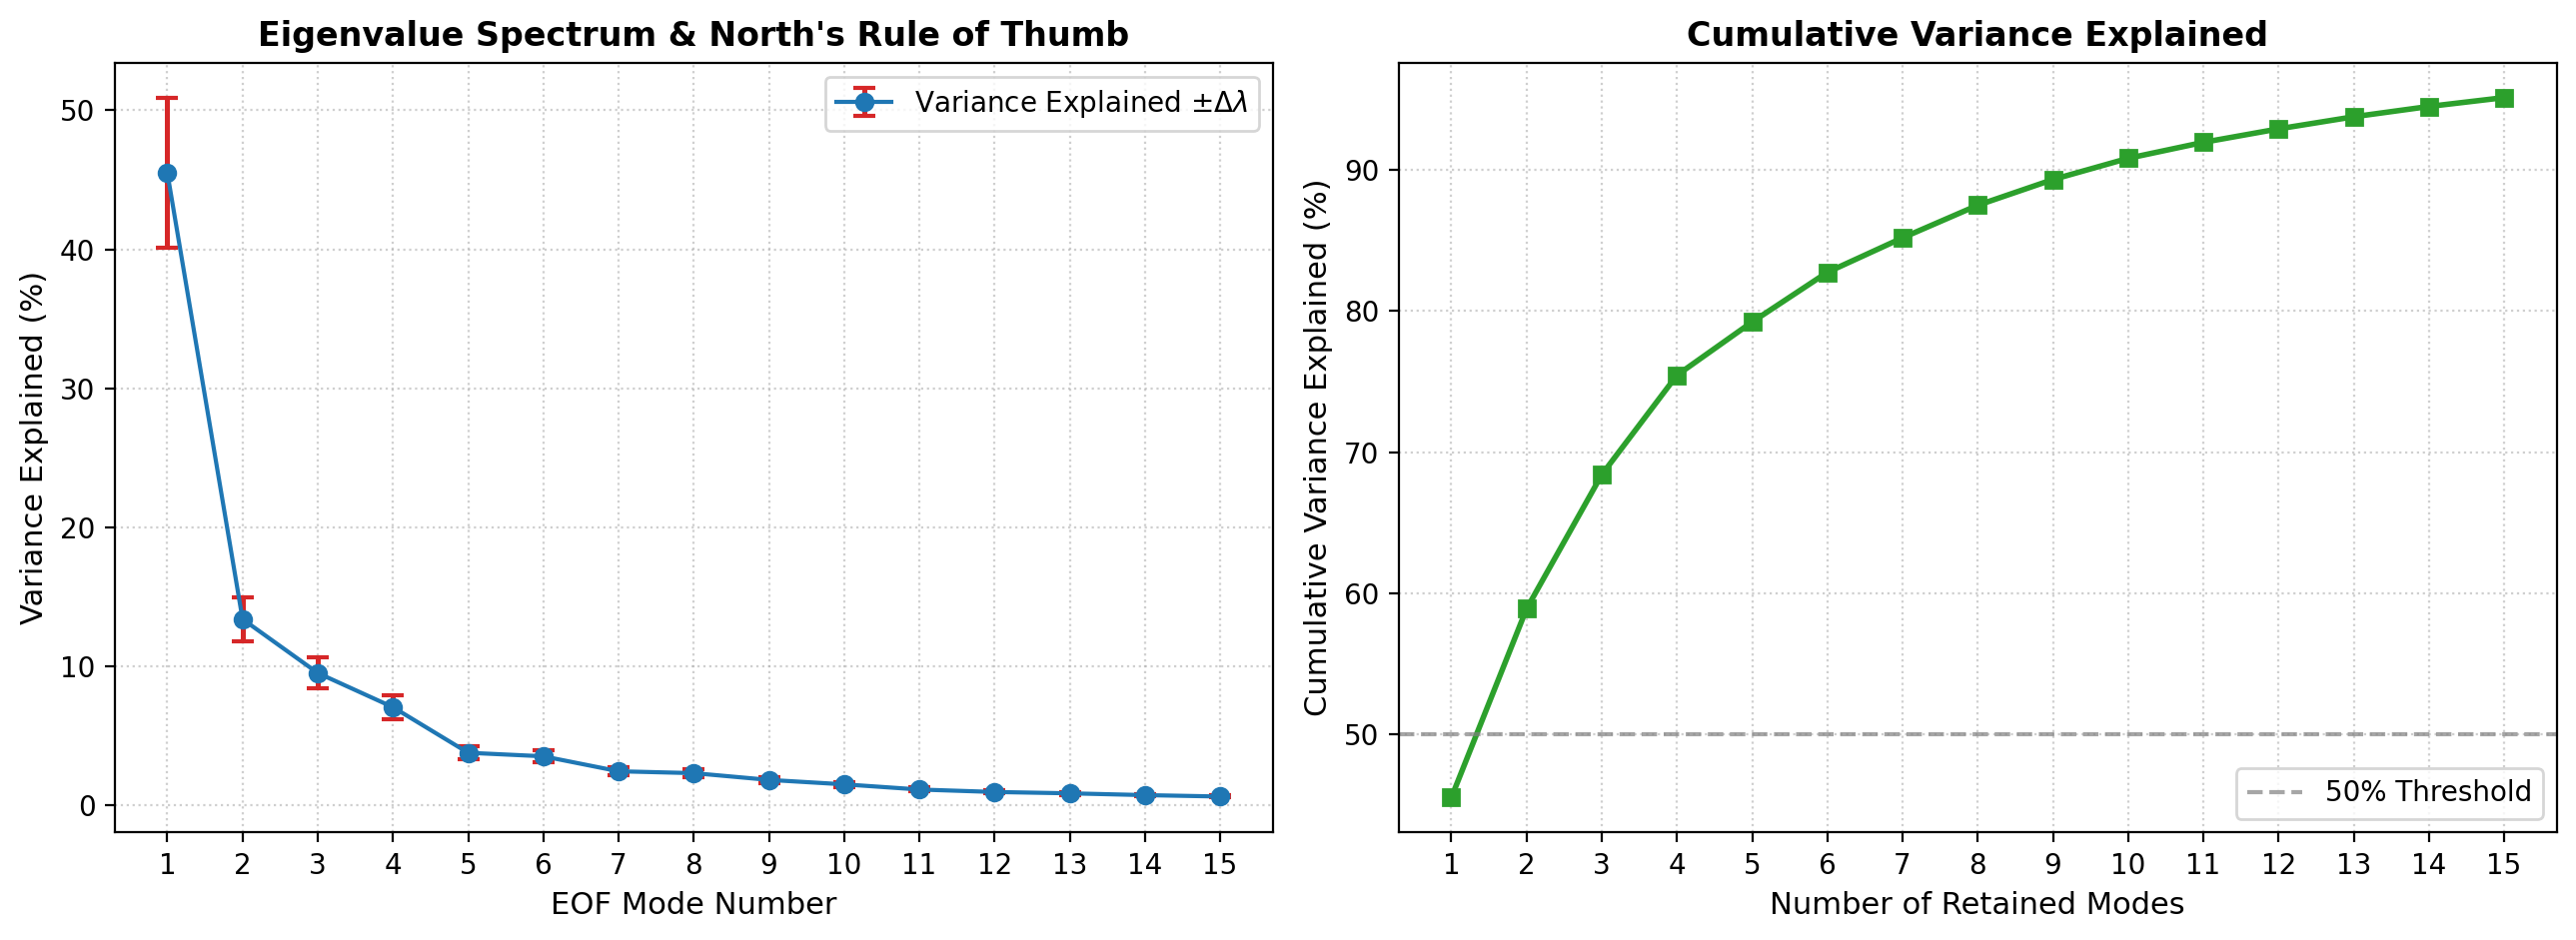 Eigenvalue Spectrum & North's Rule of Thumb
Variance Explained ±Δλ
Variance Explained (%)
50
40
30
20
10
0
1 2 3 4 5 6 7 8 9 10 11 12 13 14 15
EOF Mode Number
Cumulative Variance Explained
Cumulative Variance Explained (%)
90
80
70
60
50
50% Threshold
1 2 3 4 5 6 7 8 9 10 11 12 13 14 15
Number of Retained Modes